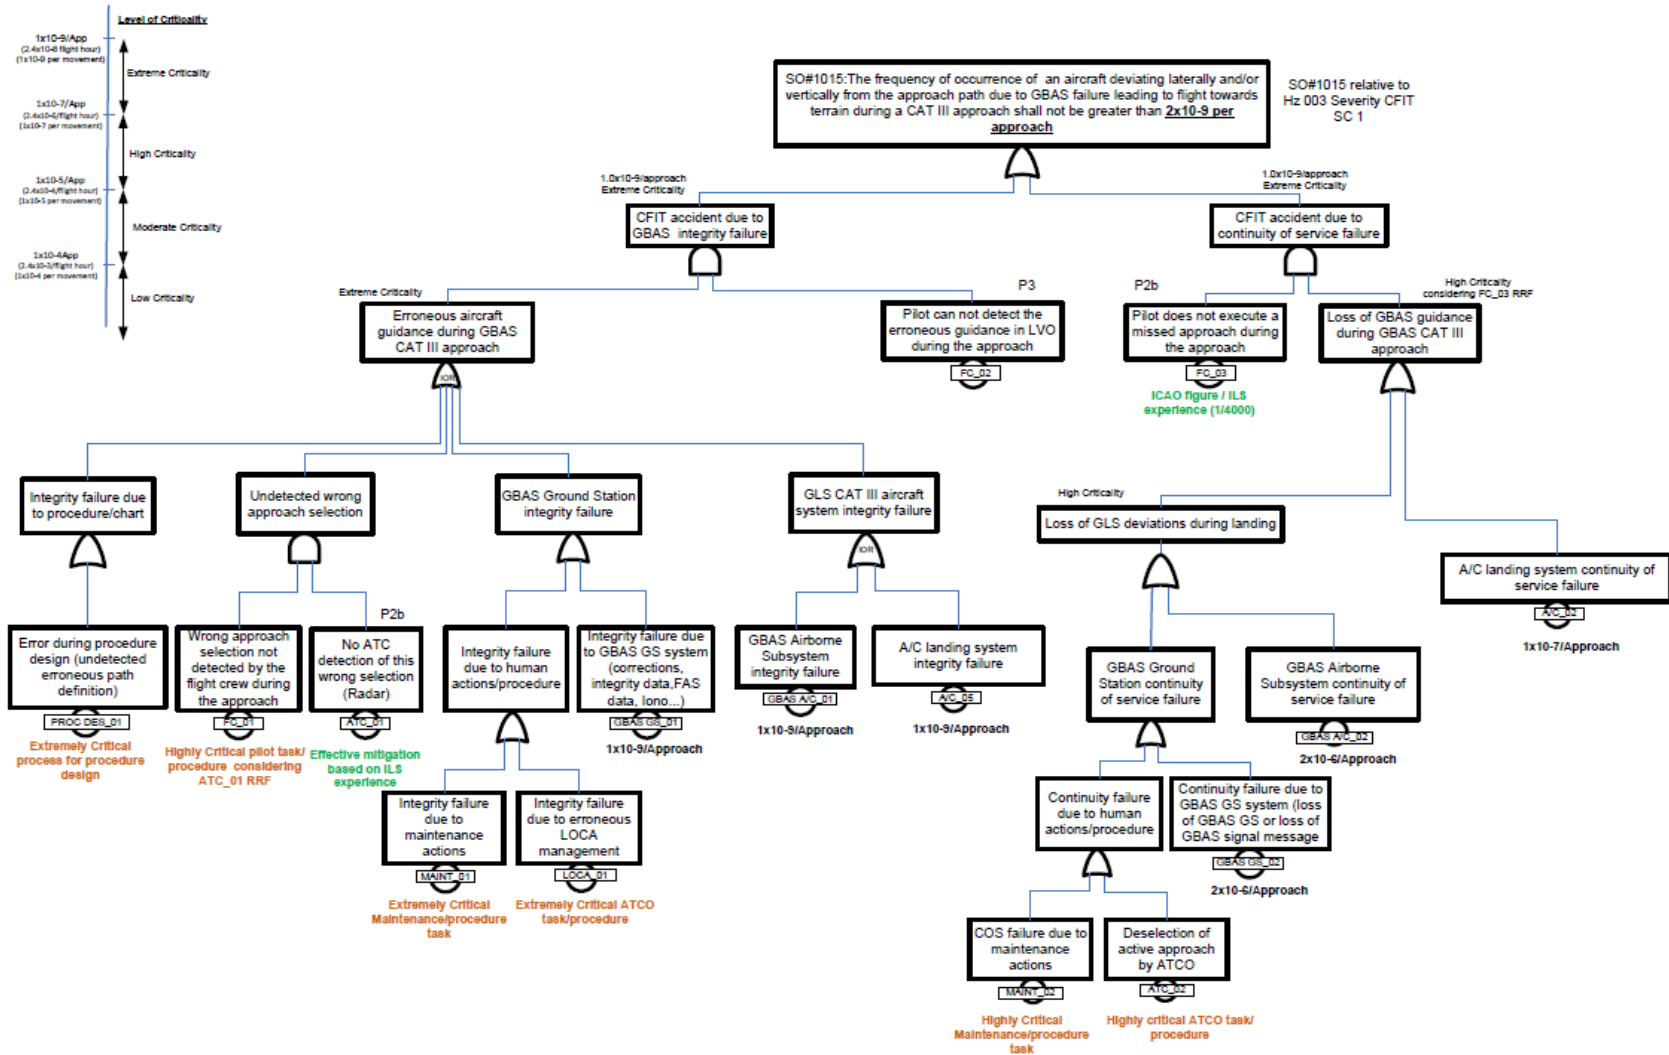 Level of Criticality
1x10-9/App
(2.4x10-8 flight hour)
(1x10-9 per movement)
Extreme Criticality
1x10-7/App
(2.4x10-6/flight hour)
(1x10-7 per movement)
High Criticality
1x10-5/App
(2.4x10-4/flight hour)
(1x10-5 per movement)
Moderate Criticality
1x10-4App
(2.4x10-3/flight hour)
(1x10-4 per movement)
Low Criticality
SO#1015:The frequency of occurrence of an aircraft deviating laterally and/or
vertically from the approach path due to GBAS failure leading to flight towards
terrain during a CAT III approach shall not be greater than 2x10-9 per
approach
SO#1015 relative to
Hz 003 Severity CFIT
SC 1
1.0x10-9/approach
Extreme Criticality
1.0x10-9/approach
Extreme Criticality
CFIT accident due to
GBAS integrity failure
CFIT accident due to
continuity of service failure
Extreme Criticality
P3
P2b
High Criticality
considering FC_03 RRF
Erroneous aircraft
guidance during GBAS
CAT III approach
Pilot can not detect the
erroneous guidance in LVO
during the approach
Pilot does not execute a
missed approach during
the approach
Loss of GBAS guidance
during GBAS CAT III
approach
IOR
FC_02
FC_03
ICAO figure / ILS
experience (1/4000)
Integrity failure due
to procedure/chart
Undetected wrong
approach selection
GBAS Ground Station
integrity failure
GLS CAT III aircraft
system integrity failure
High Criticality
Loss of GLS deviations during landing
IOR
A/C landing system continuity of
service failure
A/C_02
1x10-7/Approach
P2b
Error during procedure
design (undetected
erroneous path
definition)
PROC DES_01
Extremely Critical
process for procedure
design
Wrong approach
selection not
detected by the
flight crew during
the approach
FC_01
Highly Critical pilot task/
procedure considering
ATC_01 RRF
No ATC
detection of this
wrong selection
(Radar)
ATC_01
Effective mitigation
based on ILS
experience
Integrity failure
due to human
actions/procedure
Integrity failure due
to GBAS GS system
(corrections,
integrity data,FAS
data, Iono...)
GBAS GS_01
1x10-9/Approach
GBAS Airborne
Subsystem
integrity failure
GBAS A/C_01
1x10-9/Approach
A/C landing system
integrity failure
A/C_05
1x10-9/Approach
GBAS Ground
Station continuity
of service failure
GBAS Airborne
Subsystem continuity of
service failure
GBAS A/C_02
2x10-6/Approach
Integrity failure
due to
maintenance
actions
MAINT_01
Extremely Critical
Maintenance/procedure
task
Integrity failure
due to erroneous
LOCA
management
LOCA_01
Extremely Critical ATCO
task/procedure
Continuity failure
due to human
actions/procedure
Continuity failure due to
GBAS GS system (loss
of GBAS GS or loss of
GBAS signal message
GBAS GS_02
2x10-6/Approach
COS failure due to
maintenance
actions
MAINT_02
Highly Critical
Maintenance/procedure
task
Deselection of
active approach
by ATCO
ATC_02
Highly critical ATCO task/
procedure